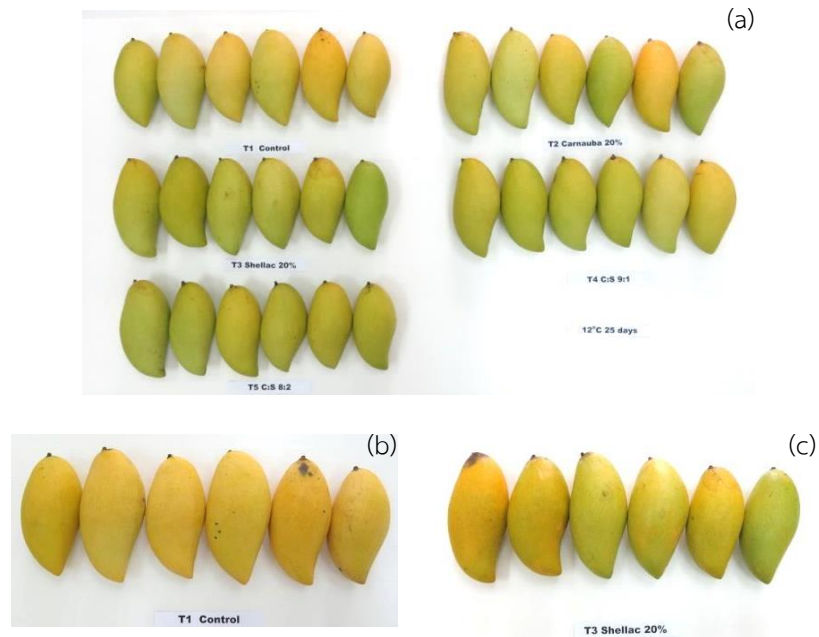 (a)
T1 Control
T2 Carnauba 20%
T3 Shellac 20%
T4 C:S 9:1
T5 C:S 8:2
12°C 25 days
(b)
(c)
T1 Control
T3 Shellac 20%